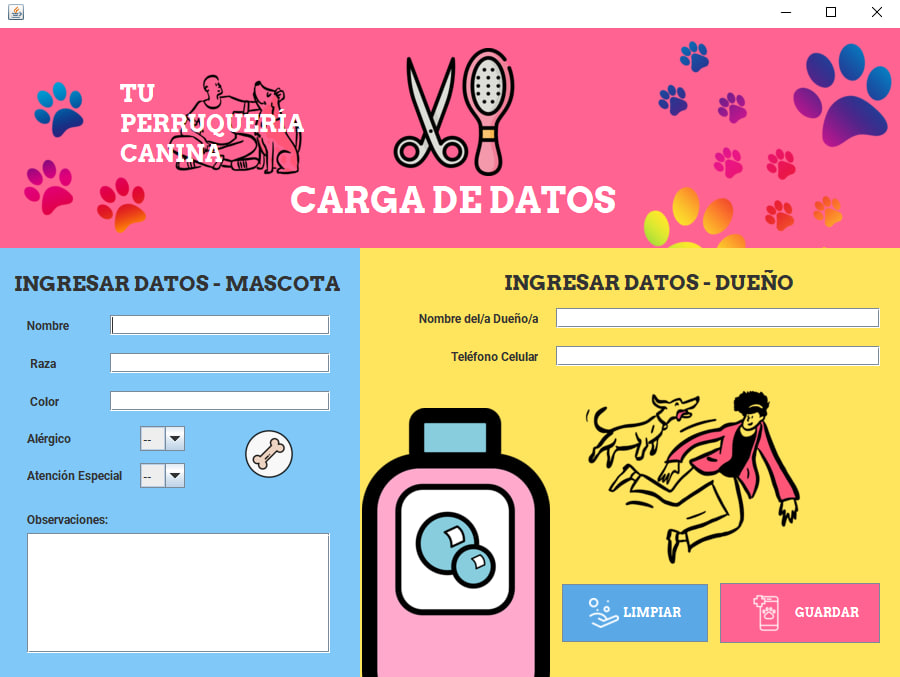 TU
PERRUQUERÍA
CANINA
CARGA DE DATOS
INGRESAR DATOS - MASCOTA
Nombre
Raza
Color
Alérgico
--
Atención Especial
--
Observaciones:
INGRESAR DATOS - DUEÑO
Nombre del/a Dueño/a
Teléfono Celular
LIMPIAR
GUARDAR